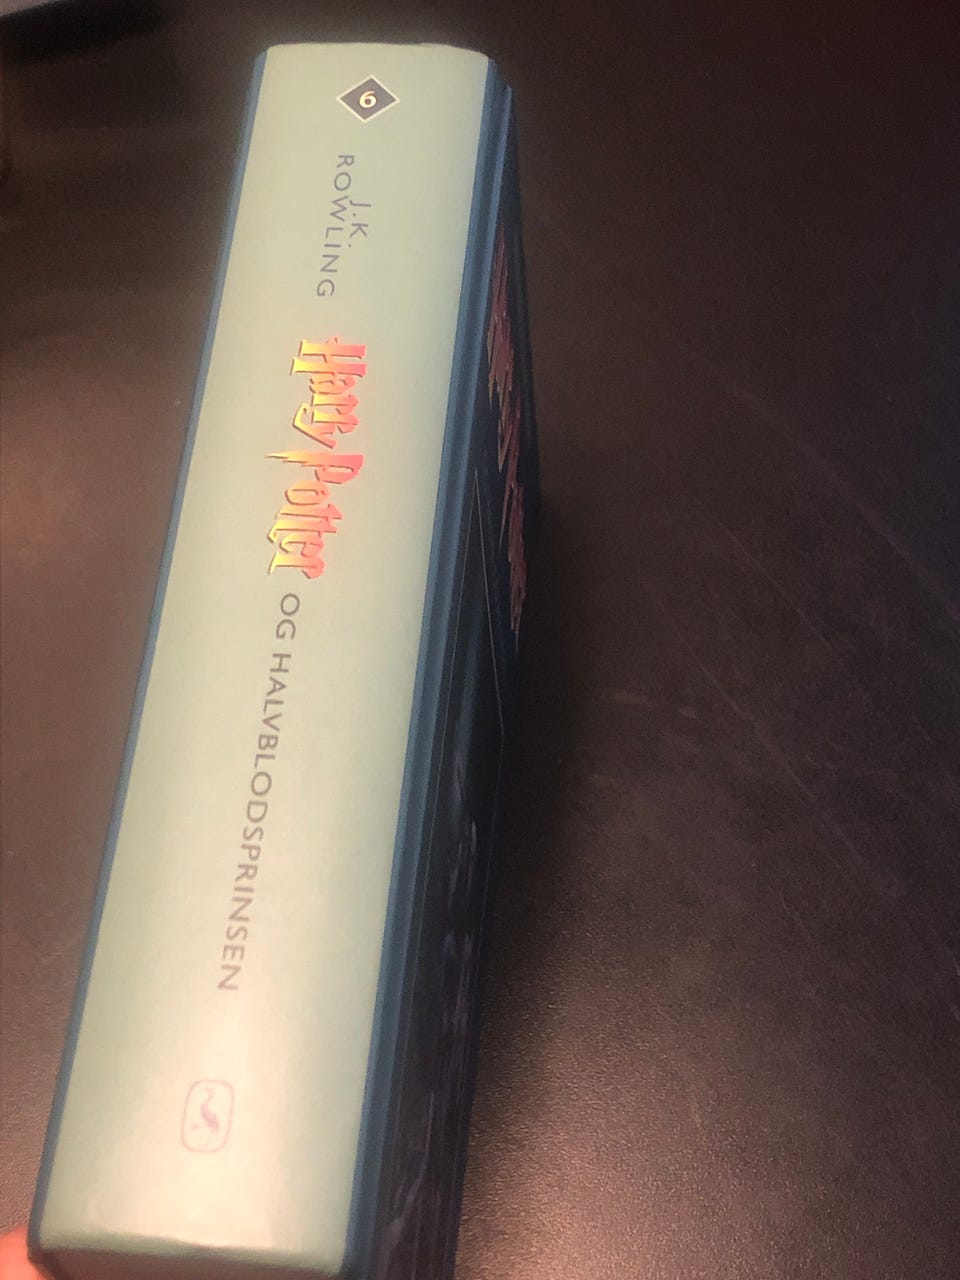 6
J.K.
ROWLING
Harry Potter
OG HALVBLODSPRINSEN